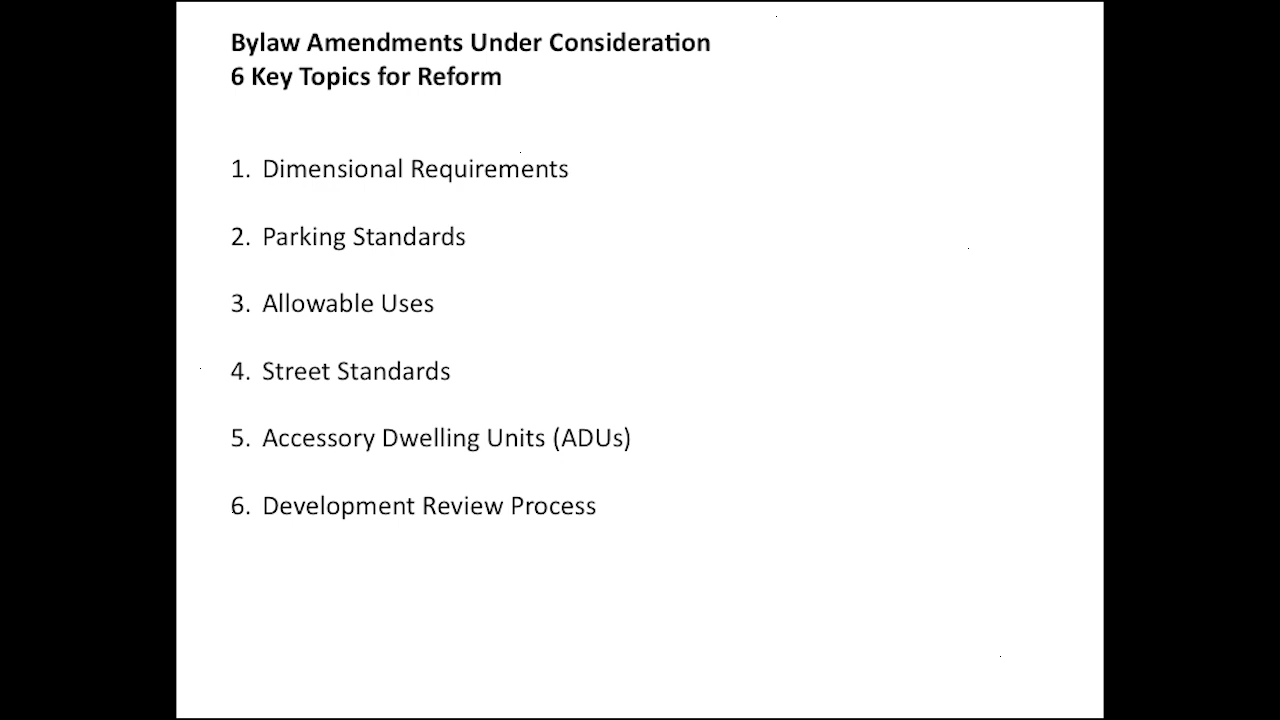 Bylaw Amendments Under Consideration
6 Key Topics for Reform
1. Dimensional Requirements
2. Parking Standards
3. Allowable Uses
4. Street Standards
5. Accessory Dwelling Units (ADUs)
6. Development Review Process